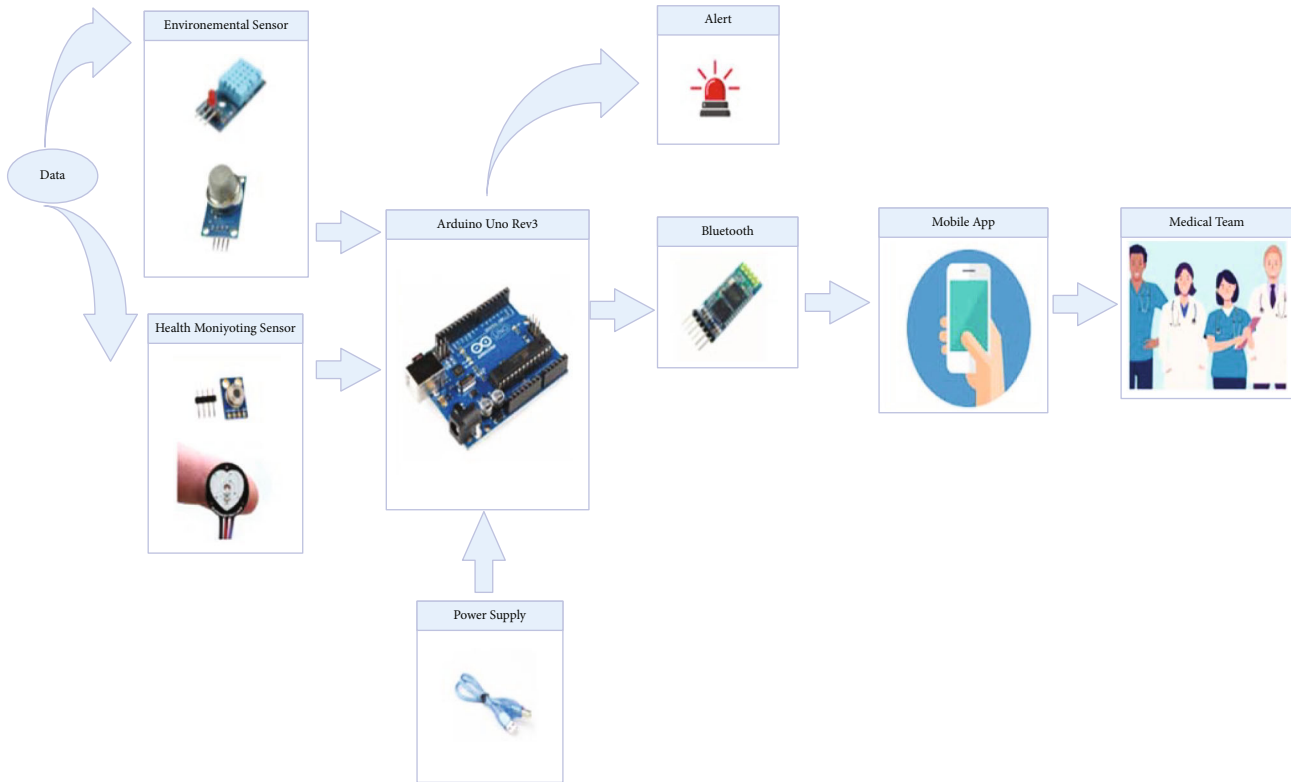 Environemental Sensor
Alert
Data
Arduino Uno Rev3
Bluetooth
Mobile App
Medical Team
Health Moniyoting Sensor
Power Supply